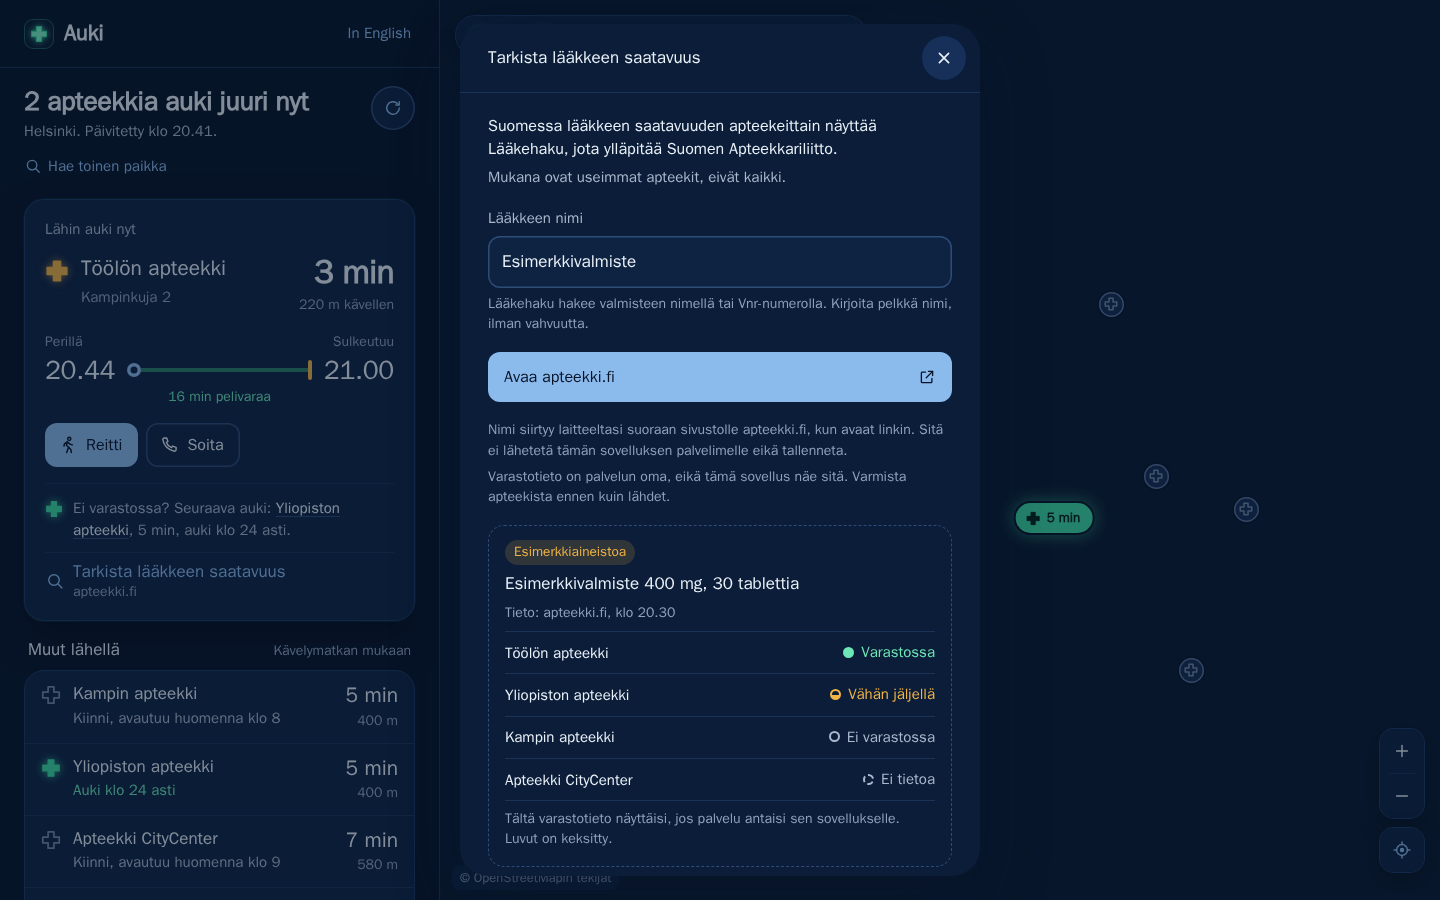 Auki
In English
2 apteekkia auki juuri nyt
Helsinki. Päivitetty klo 20.41.
Hae toinen paikka
Lähin auki nyt
Töölön apteekki
3 min
Kampinkuja 2
220 m kävellen
Perillä
Sulkeutuu
20.44
21.00
16 min pelivaraa
Reitti
Soita
Ei varastossa? Seuraava auki: Yliopiston
apteekki, 5 min, auki klo 24 asti.
Tarkista lääkkeen saatavuus
apteekki.fi
Muut lähellä
Kävelymatkan mukaan
Kampin apteekki
5 min
Kiinni, avautuu huomenna klo 8
400 m
Yliopiston apteekki
5 min
Auki klo 24 asti
400 m
Apteekki CityCenter
7 min
Kiinni, avautuu huomenna klo 9
580 m
Tarkista lääkkeen saatavuus
Suomessa lääkkeen saatavuuden apteekeittain näyttää
Lääkehaku, jota ylläpitää Suomen Apteekkariliitto.
Mukana ovat useimmat apteekit, eivät kaikki.
Lääkkeen nimi
Esimerkkivalmiste
Lääkehaku hakee valmisteen nimellä tai Vnr-numerolla. Kirjoita pelkkä nimi,
ilman vahvuutta.
Avaa apteekki.fi
Nimi siirtyy laitteeltasi suoraan sivustolle apteekki.fi, kun avaat linkin. Sitä
ei lähetetä tämän sovelluksen palvelimelle eikä tallenneta.
Varastotieto on palvelun oma, eikä tämä sovellus näe sitä. Varmista
apteekista ennen kuin lähdet.
Esimerkkiaineistoa
Esimerkkivalmiste 400 mg, 30 tablettia
Tieto: apteekki.fi, klo 20.30
Töölön apteekki
Varastossa
Yliopiston apteekki
Vähän jäljellä
Kampin apteekki
Ei varastossa
Apteekki CityCenter
Ei tietoa
Tältä varastotieto näyttäisi, jos palvelu antaisi sen sovellukselle.
Luvut on keksitty.
© OpenStreetMapin tekijät
5 min